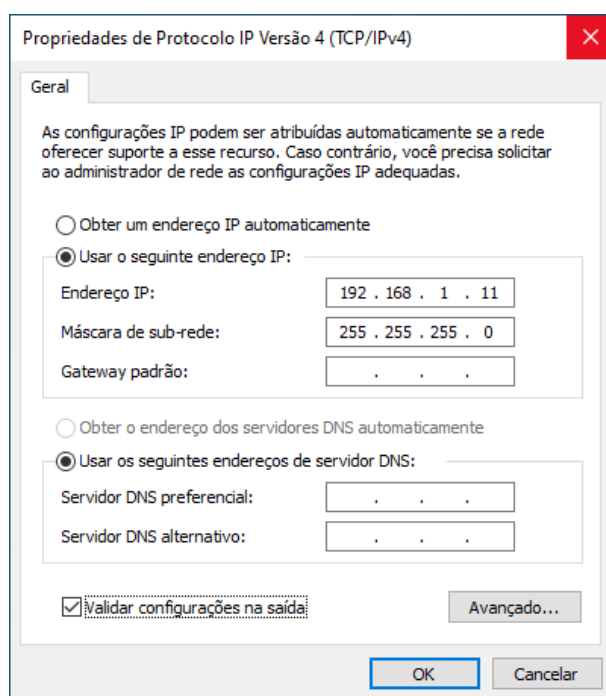 Propriedades de Protocolo IP Versão 4 (TCP/IPv4)
Geral
As configurações IP podem ser atribuídas automaticamente se a rede
oferecer suporte a esse recurso. Caso contrário, você precisa solicitar
ao administrador de rede as configurações IP adequadas.
Obter um endereço IP automaticamente
Usar o seguinte endereço IP:
Endereço IP: 192 . 168 . 1 . 11
Máscara de sub-rede: 255 . 255 . 255 . 0
Gateway padrão: . . .
Obter o endereço dos servidores DNS automaticamente
Usar os seguintes endereços de servidor DNS:
Servidor DNS preferencial: . . .
Servidor DNS alternativo: . . .
Validar configurações na saída Avançado...
OK Cancelar